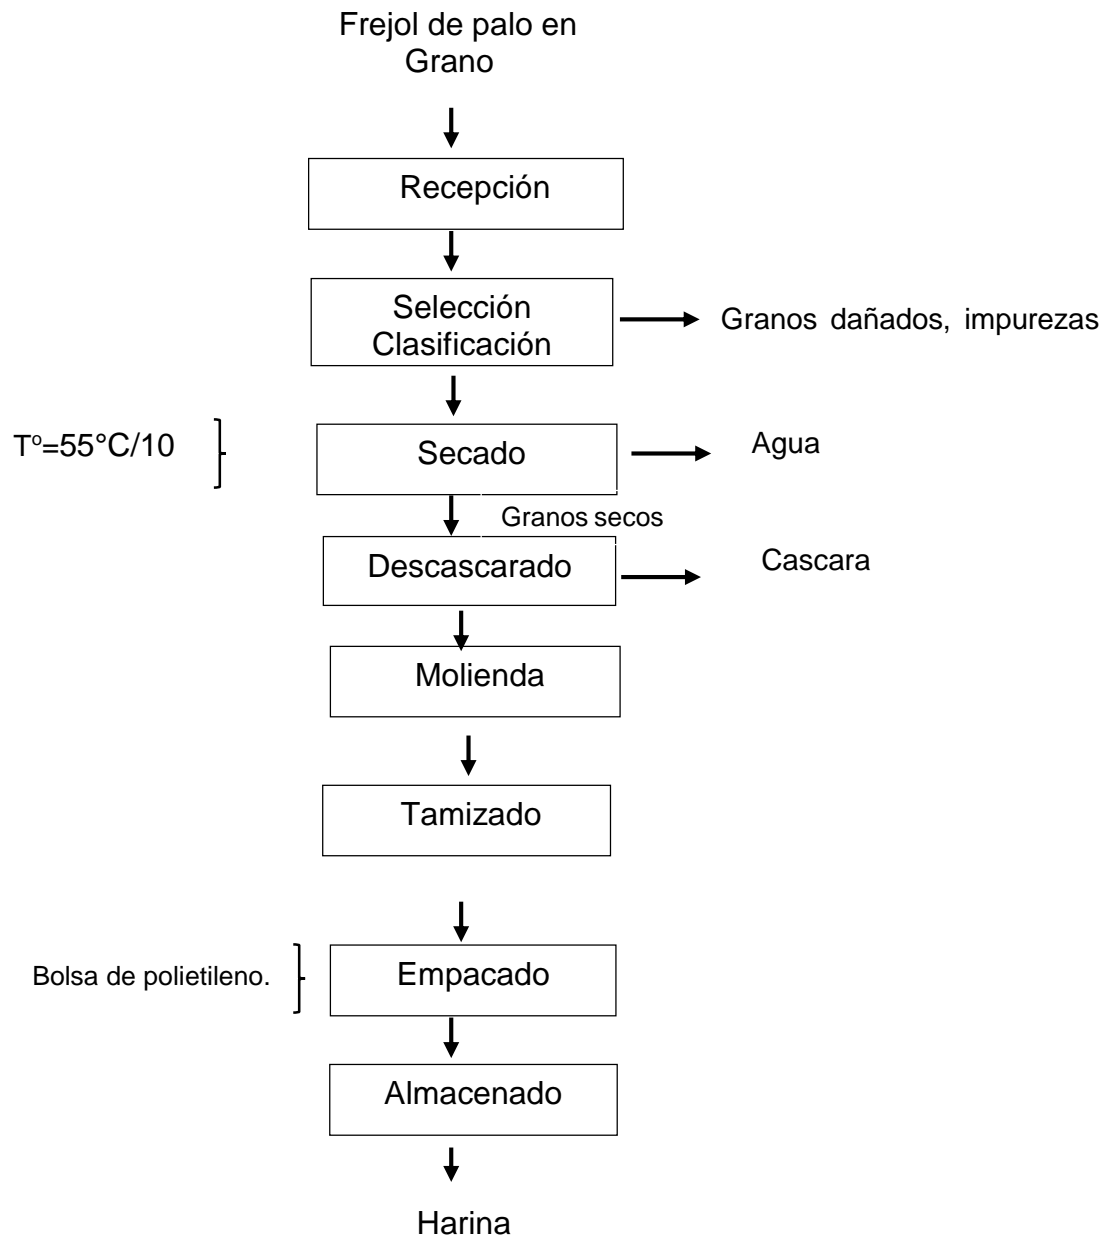 Frejol de palo en
Grano
Recepción
Selección
Clasificación
Granos dañados, impurezas
Tº=55°C/10
Secado
Agua
Granos secos
Descascarado
Cascara
Molienda
Tamizado
Bolsa de polietileno.
Empacado
Almacenado
Harina